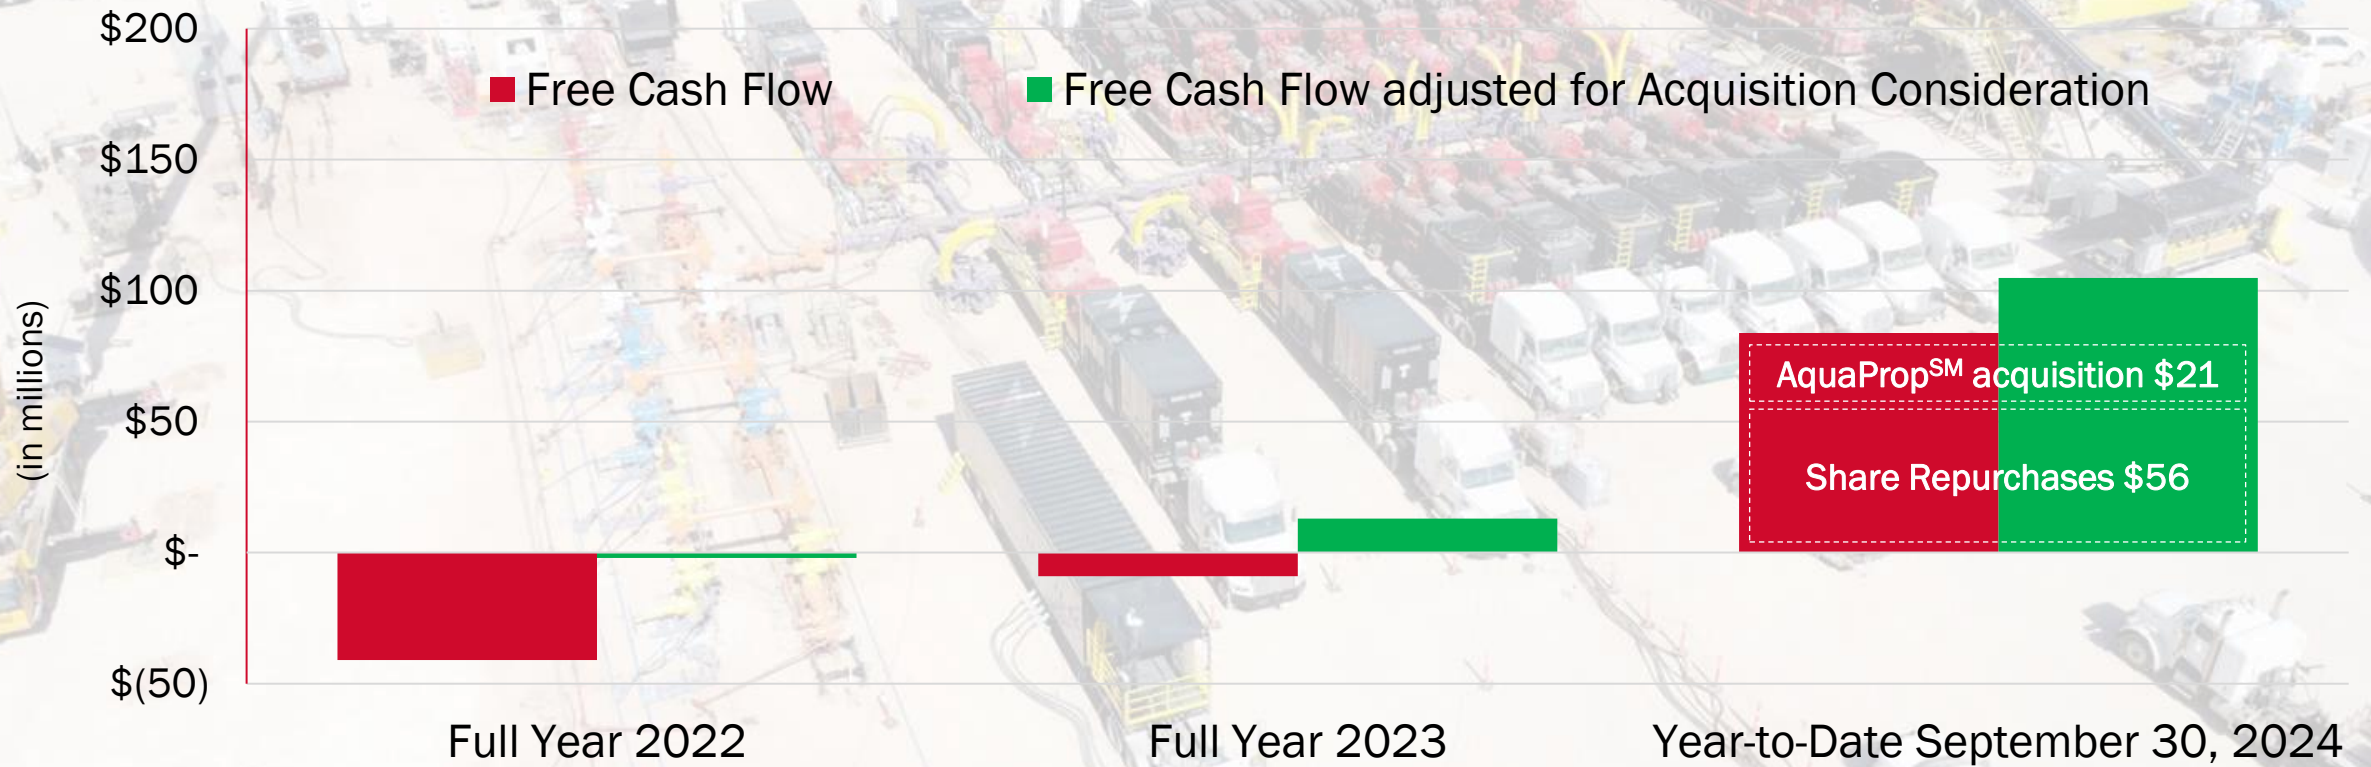 $200
Free Cash Flow
Free Cash Flow adjusted for Acquisition Consideration
$150
$100
(in millions)
AquaProp℠ acquisition $21
$50
Share Repurchases $56
$-
$(50)
Full Year 2022
Full Year 2023
Year-to-Date September 30, 2024